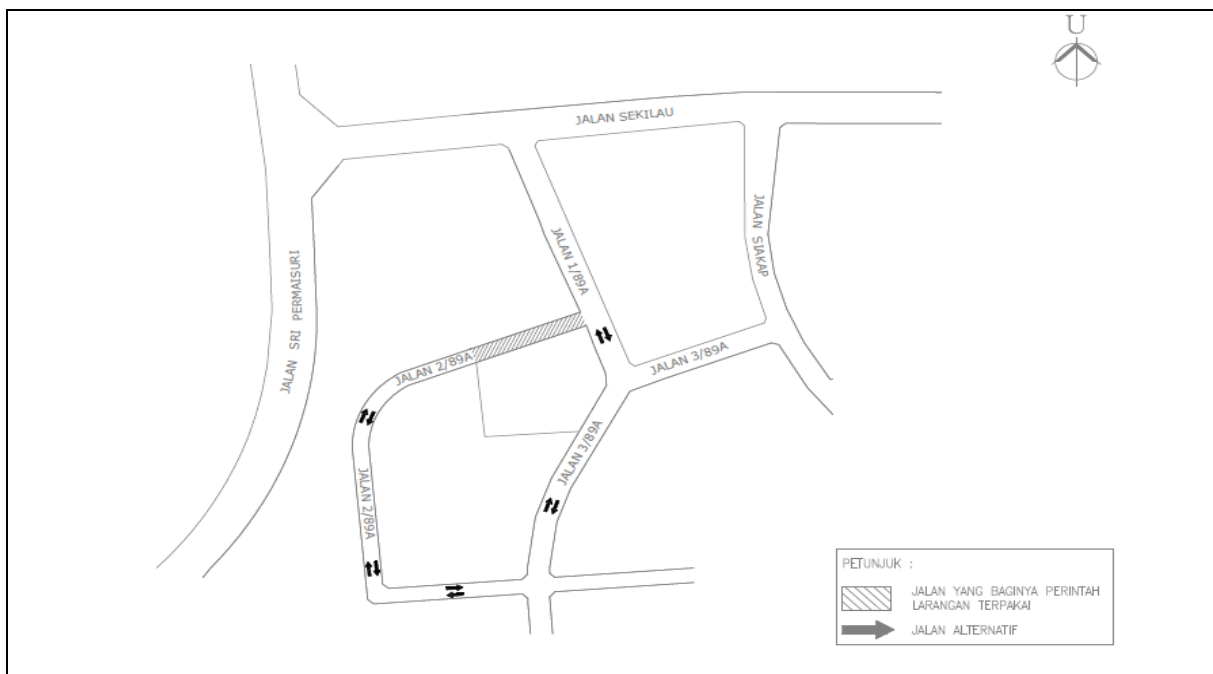 U
JALAN SEKILAU
JALAN SIAKAP
JALAN 1/89A
JALAN SRI PERMAISURI
JALAN 2/89A
JALAN 3/89A
JALAN 3/89A
JALAN 2/89A
PETUNJUK :
JALAN YANG BAGINYA PERINTAH
LARANGAN TERPAKAI
JALAN ALTERNATIF